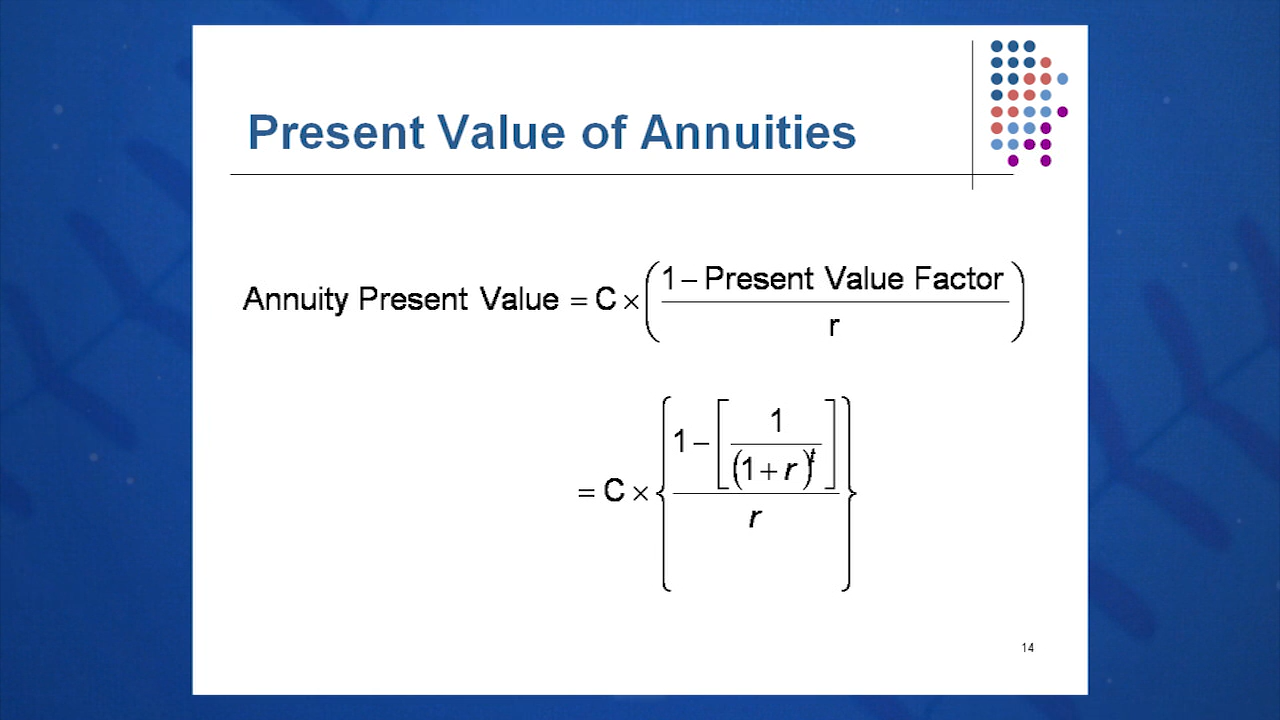 Present Value of Annuities
Annuity Present Value = C × ( 1 − Present Value Factor / r )
= C × { 1 − [ 1 / (1 + r)^t ] / r }
14